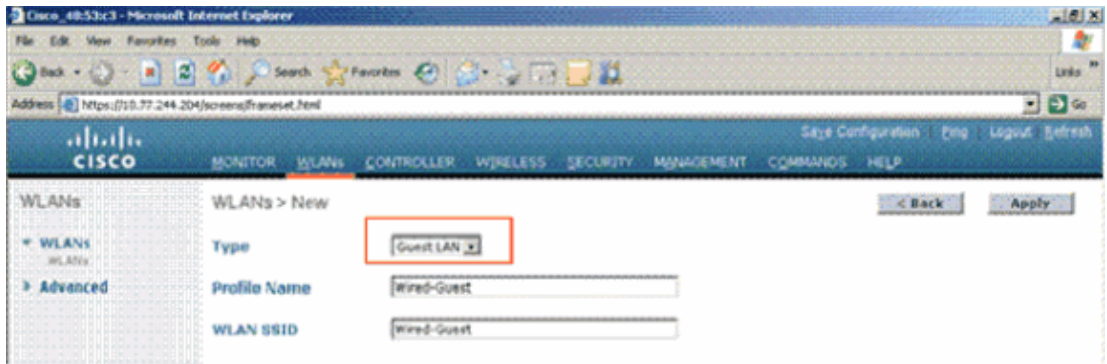 Cisco_48:53:c3 - Microsoft Internet Explorer
File Edit View Favorites Tools Help
Back Search Favorites Links
Address https://10.77.244.204/screens/frameset.html Go
Save Configuration Ping Logout Refresh
CISCO MONITOR WLANs CONTROLLER WIRELESS SECURITY MANAGEMENT COMMANDS HELP
WLANs WLANs > New < Back Apply
WLANs Type Guest LAN
WLANs
Advanced Profile Name Wired-Guest
WLAN SSID Wired-Guest